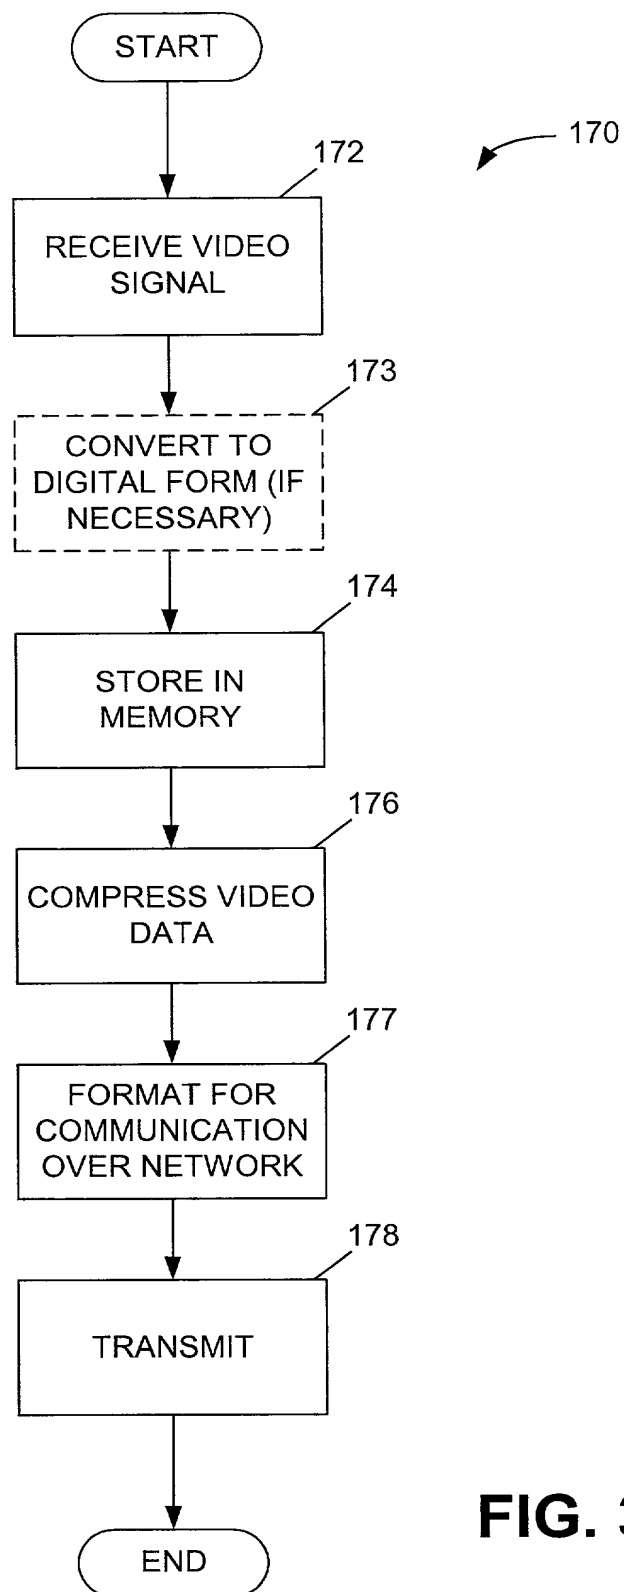 START
170
172
RECEIVE VIDEO
SIGNAL
173
CONVERT TO
DIGITAL FORM (IF
NECESSARY)
174
STORE IN
MEMORY
176
COMPRESS VIDEO
DATA
177
FORMAT FOR
COMMUNICATION
OVER NETWORK
178
TRANSMIT
END
FIG.